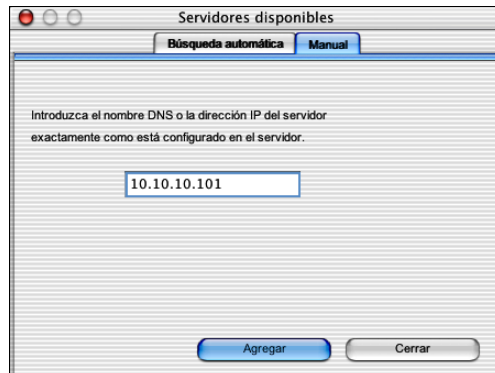 Servidores disponibles
Búsqueda automática Manual
Introduzca el nombre DNS o la dirección IP del servidor
exactamente como está configurado en el servidor.
10.10.10.101
Agregar Cerrar